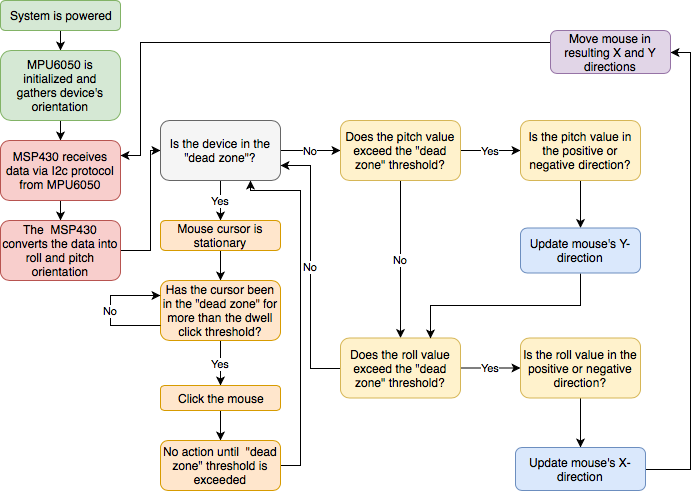 System is powered
MPU6050 is
initialized and
gathers device's
orientation
MSP430 receives
data via I2c protocol
from MPU6050
The MSP430
converts the data into
roll and pitch
orientation
Is the device in the
"dead zone"?
No
Yes
Mouse cursor is
stationary
Has the cursor been
in the "dead zone" for
more than the dwell
click threshold?
No
Yes
Click the mouse
No action until "dead
zone" threshold is
exceeded
Does the pitch value
exceed the "dead
zone" threshold?
Yes
No
Is the pitch value in
the positive or
negative direction?
Update mouse's Y-
direction
No
Does the roll value
exceed the "dead
zone" threshold?
Yes
Is the roll value in the
positive or negative
direction?
Update mouse's X-
direction
Move mouse in
resulting X and Y
directions